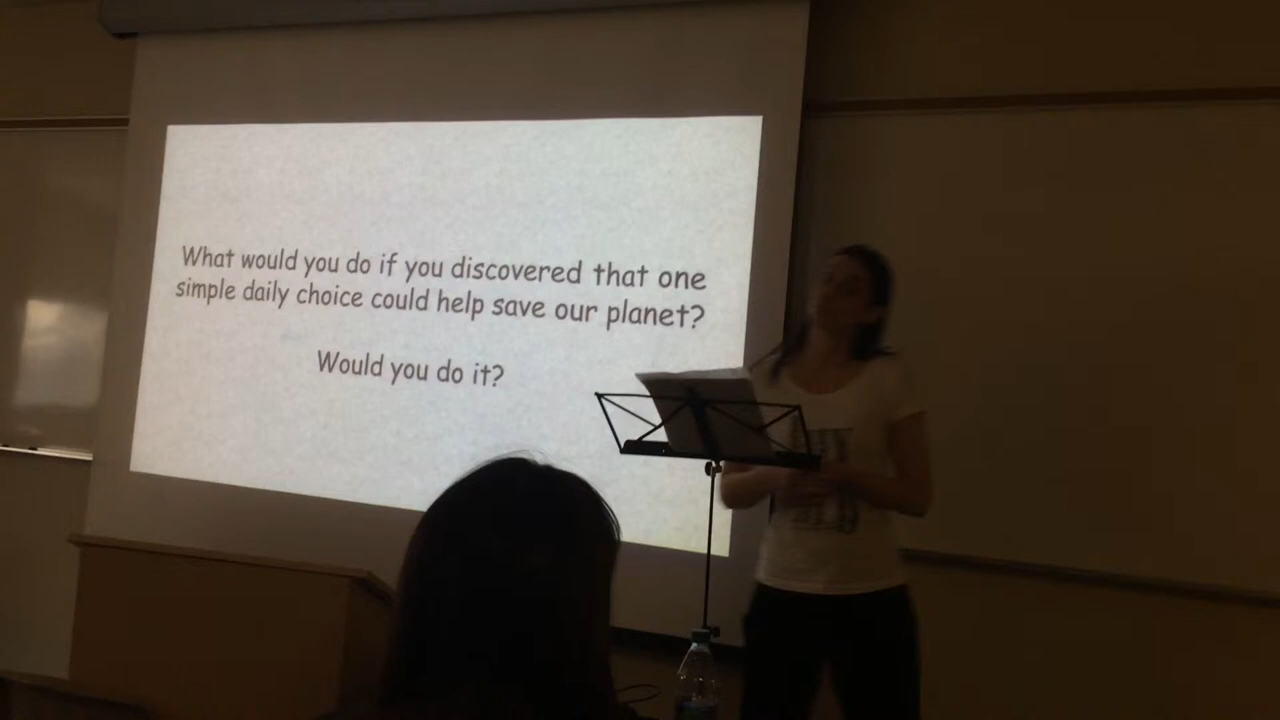 What would you do if you discovered that one
simple daily choice could help save our planet?
Would you do it?